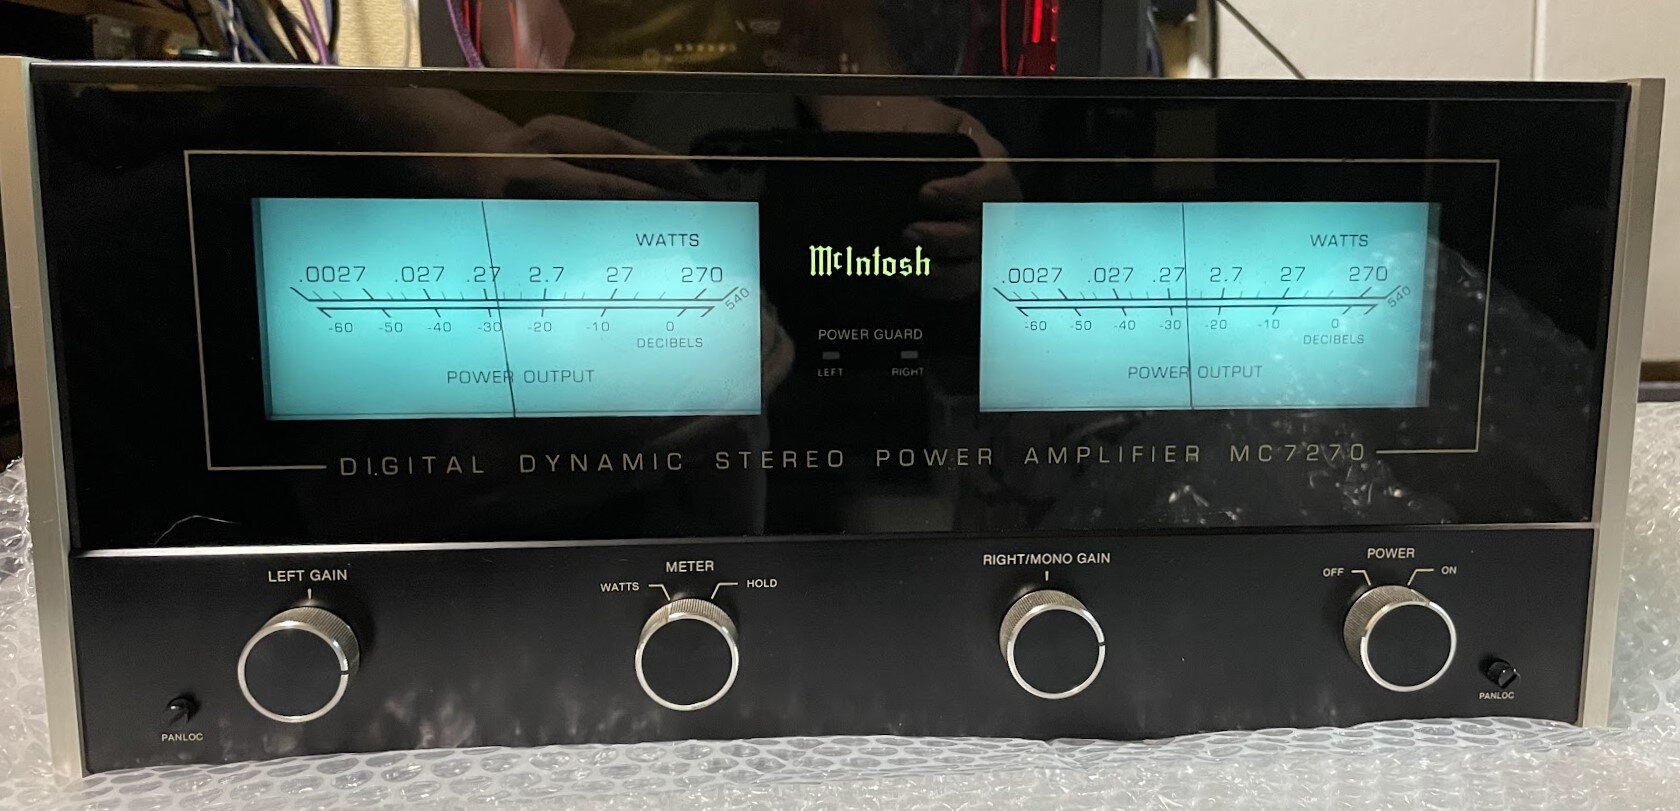 WATTS
.0027 .027 .27 2.7 27 270
540
-60 -50 -40 -30 -20 -10 0
DECIBELS
POWER OUTPUT
McIntosh
POWER GUARD
LEFT RIGHT
WATTS
.0027 .027 .27 2.7 27 270
540
-60 -50 -40 -30 -20 -10 0
DECIBELS
POWER OUTPUT
DIGITAL DYNAMIC STEREO POWER AMPLIFIER MC7270
LEFT GAIN
METER
WATTS HOLD
RIGHT/MONO GAIN
POWER
OFF ON
PANLOC
PANLOC